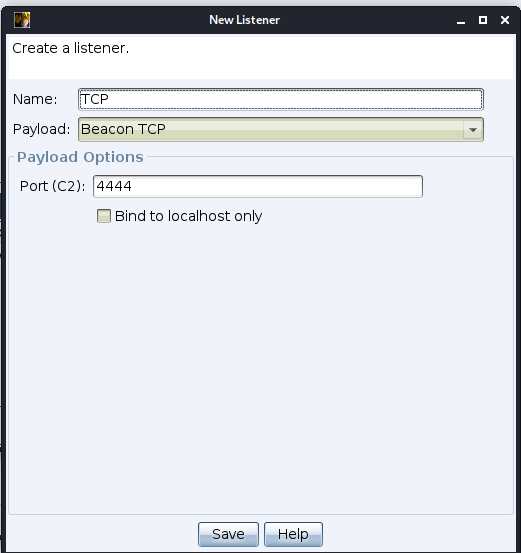 New Listener
Create a listener.
Name: TCP
Payload: Beacon TCP
Payload Options
Port (C2): 4444
Bind to localhost only
Save Help